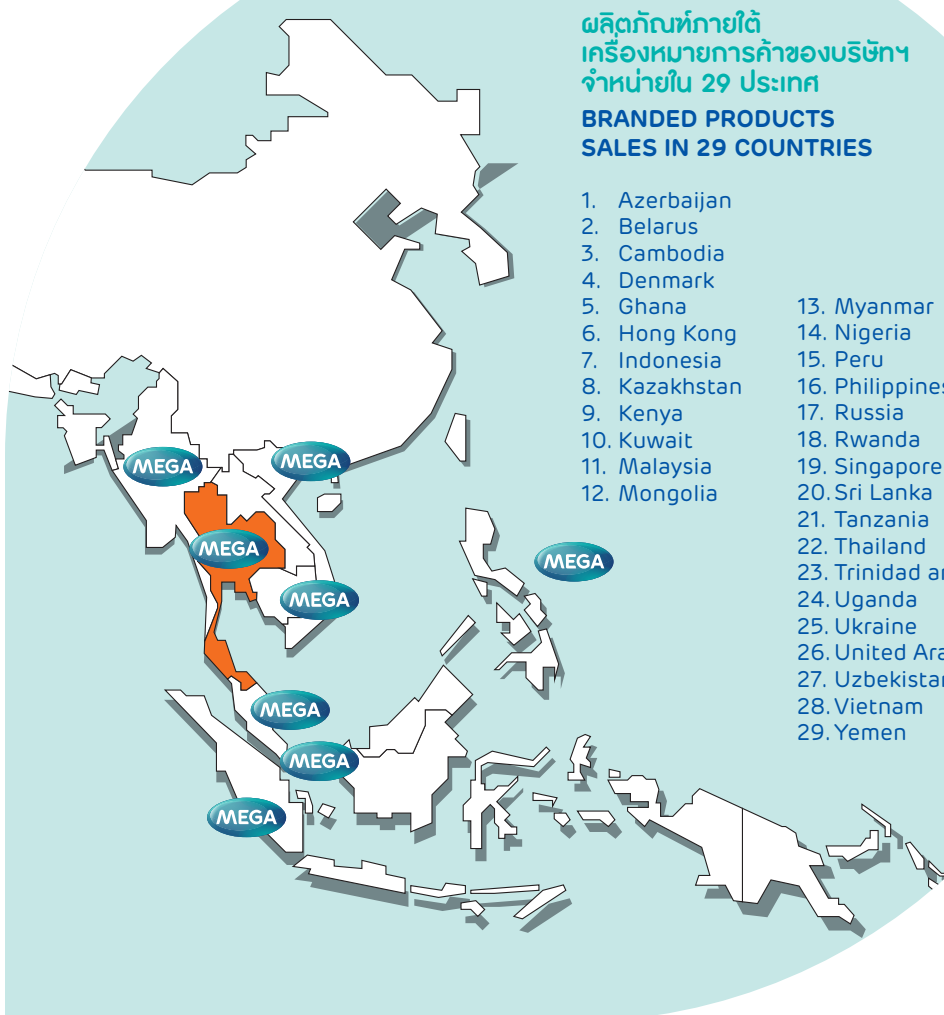 ผลิตภัณฑ์ภายใต้
เครื่องหมายการค้าของบริษัทฯ
จำหน่ายใน 29 ประเทศ
BRANDED PRODUCTS
SALES IN 29 COUNTRIES
1. Azerbaijan
2. Belarus
3. Cambodia
4. Denmark
5. Ghana
6. Hong Kong
7. Indonesia
8. Kazakhstan
9. Kenya
10. Kuwait
11. Malaysia
12. Mongolia
13. Myanmar
14. Nigeria
15. Peru
16. Philippines
17. Russia
18. Rwanda
19. Singapore
20. Sri Lanka
21. Tanzania
22. Thailand
23. Trinidad
24. Uganda
25. Ukraine
26. United
27. Uzbekistan
28. Vietnam
29. Yemen
MEGA
MEGA
MEGA
MEGA
MEGA
MEGA
MEGA
MEGA